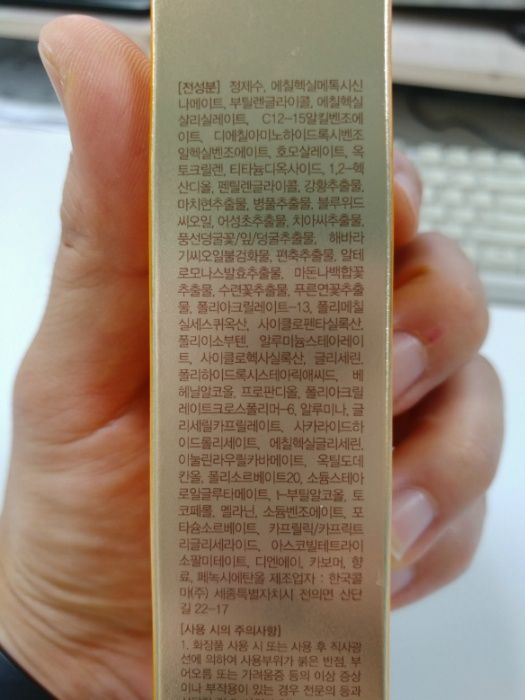 [전성분] 정제수, 에칠헥실메톡시신
나메이트, 부틸렌글라이콜, 에칠헥실
살리실레이트, C12-15알킬벤조에
이트, 디에칠아미노하이드록시벤조
일헥실벤조에이트, 호모살레이트, 옥
토크릴렌, 티타늄디옥사이드, 1,2-헥
산디올, 펜틸렌글라이콜, 강황추출물,
마치현추출물, 병풀추출물, 블루위드
씨오일, 어성초추출물, 치아씨추출물,
풍선덩굴꽃/잎/덩굴추출물, 해바라
기씨오일불검화물, 편축추출물, 알테
로모나스발효추출물, 마돈나백합꽃
추출물, 수련꽃추출물, 푸른연꽃추출
물, 폴리아크릴레이트-13, 폴리메칠
실세스퀴옥산, 사이클로펜타실록산,
폴리이소부텐, 알루미늄스테아레이
트, 사이클로헥사실록산, 글리세린,
폴리하이드록시스테아릭애씨드, 베
헤닐알코올, 프로판디올, 폴리아크릴
레이트크로스폴리머-6, 알루미나, 글
리세릴카프릴레이트, 사카라이드하
이드롤리세이트, 에칠헥실글리세린,
이눌린라우릴카바메이트, 옥틸도데
칸올, 폴리소르베이트20, 소듐스테아
로일글루타메이트, t-부틸알코올, 토
코페롤, 멜라닌, 소듐벤조에이트, 포
타슘소르베이트, 카프릴릭/카프릭트
리글리세라이드, 아스코빌테트라이
소팔미테이트, 디엔에이, 카보머, 향
료, 페녹시에탄올 제조업자 : 한국콜
마(주) 세종특별자치시 전의면 산단
길 22-17
[사용 시의 주의사항]
1. 화장품 사용 시 또는 사용 후 직사광
선에 의하여 사용부위가 붉은 반점, 부
어오름 또는 가려움증 등의 이상 증상
이나 부작용이 있는 경우 전문의 등과